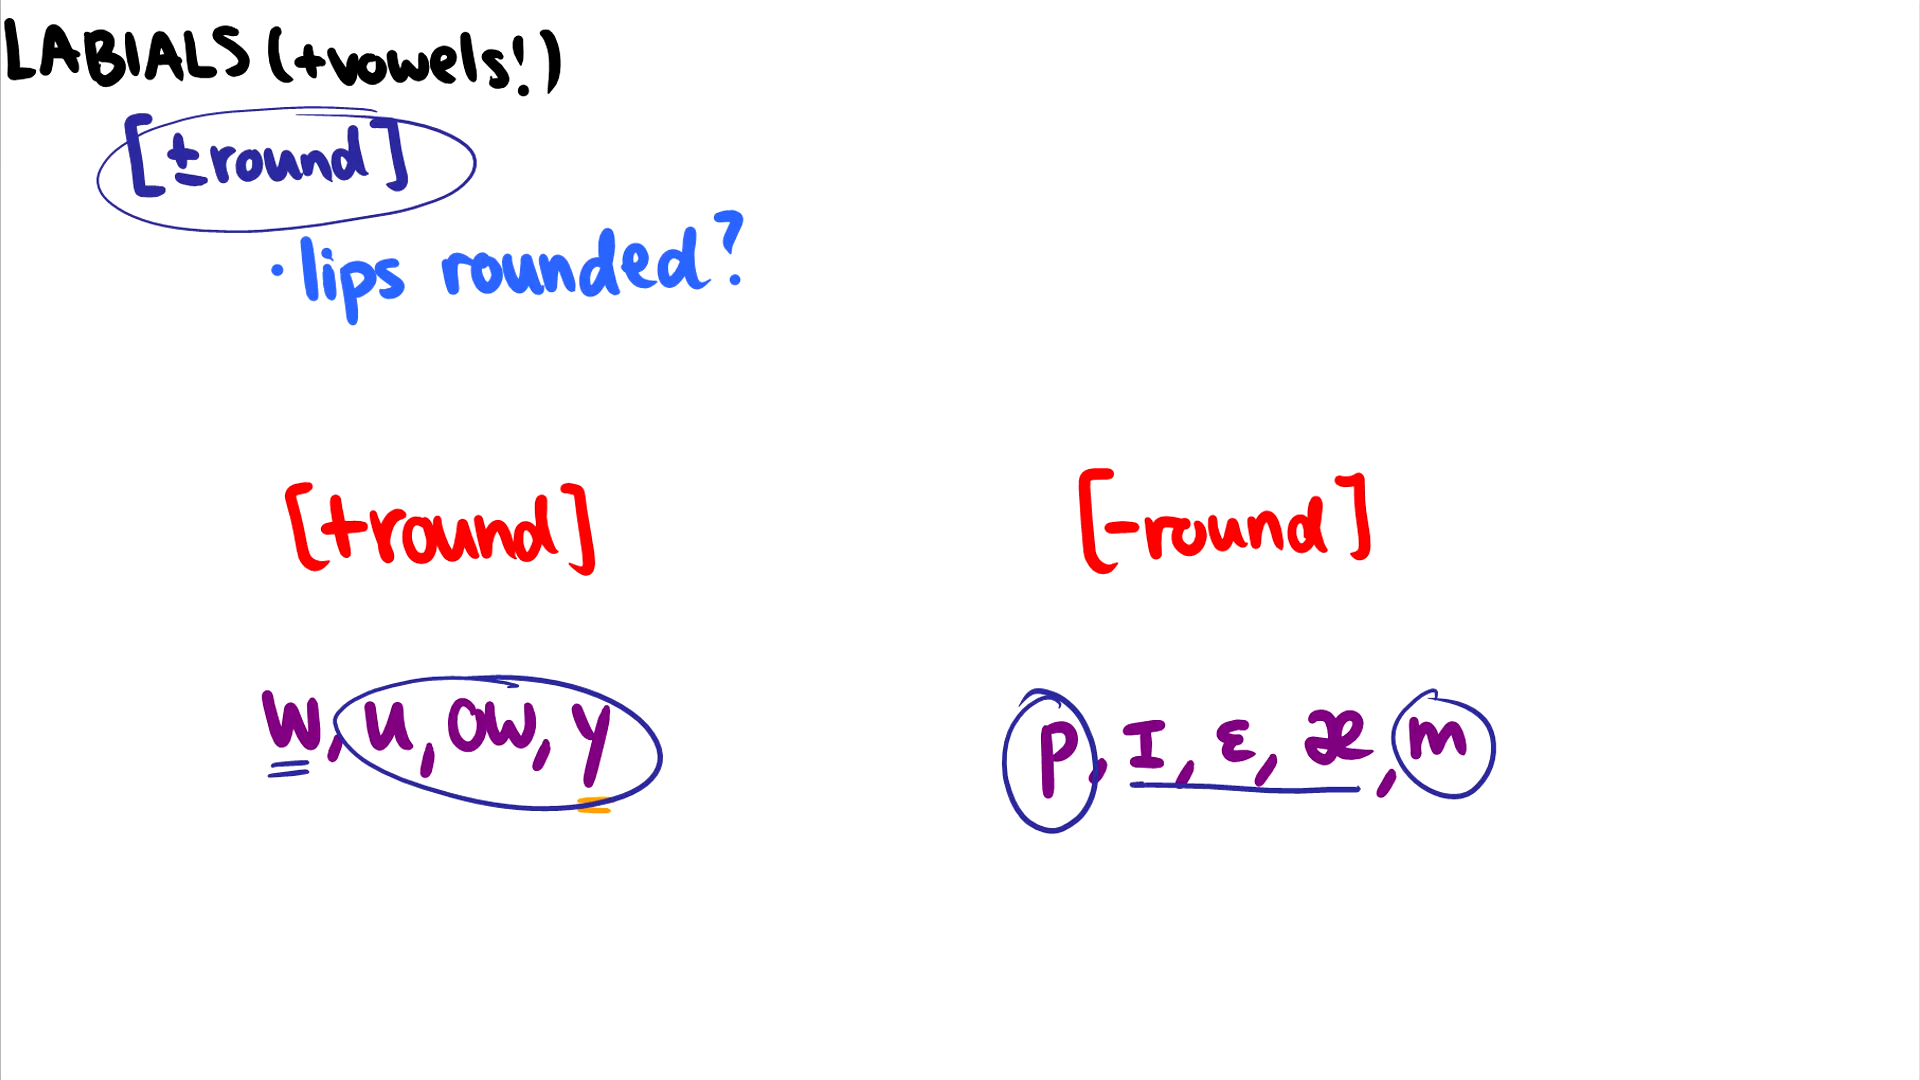 LABIALS (+vowels!)
[±round]
· lips rounded?
[+round]
[-round]
w, u, ow, y
p, ɪ, ɛ, æ, m